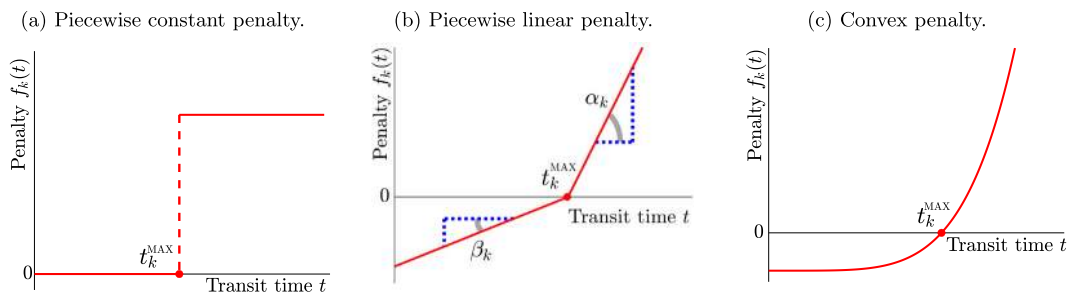 (a) Piecewise constant penalty.
Penalty f_k(t)
0
t_k^MAX
Transit time t
(b) Piecewise linear penalty.
Penalty f_k(t)
α_k
t_k^MAX
0
Transit time t
β_k
(c) Convex penalty.
Penalty f_k(t)
t_k^MAX
0
Transit time t